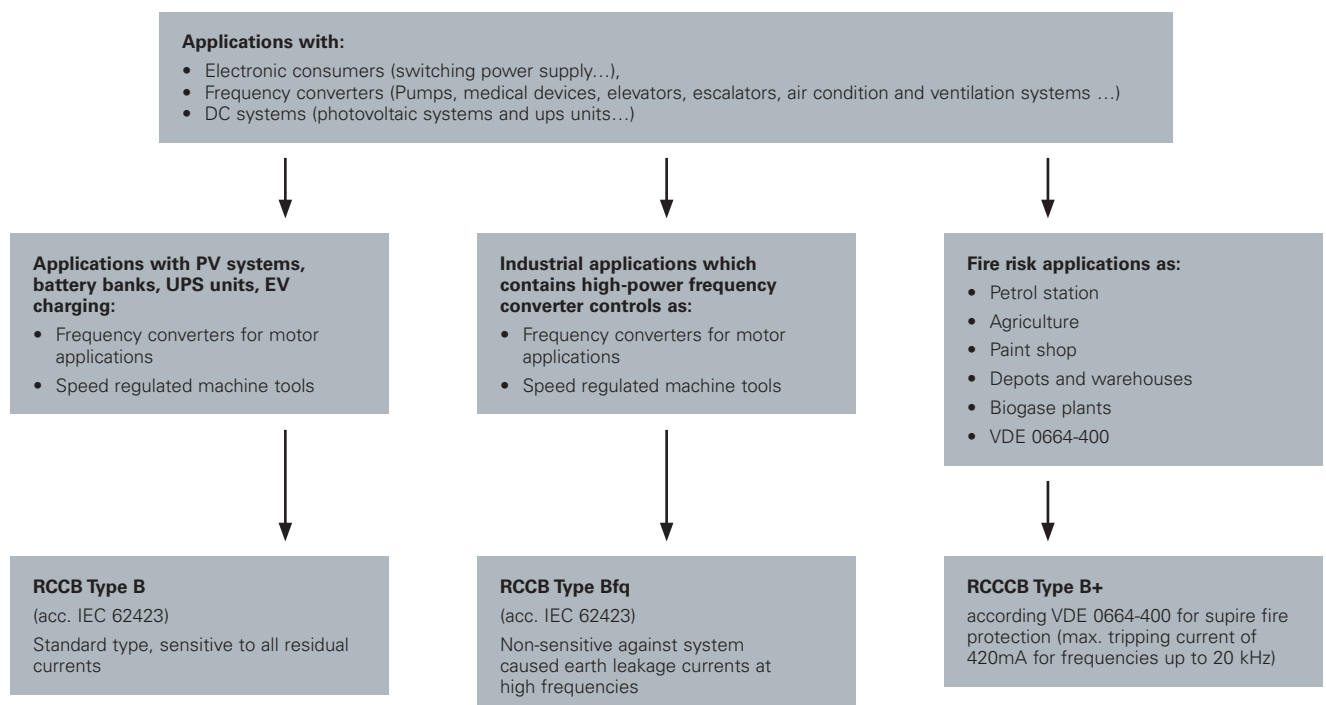 Applications with:
• Electronic consumers (switching power supply…),
• Frequency converters (Pumps, medical devices, elevators, escalators, air condition and ventilation systems …)
• DC systems (photovoltaic systems and ups units…)
Applications with PV systems,
battery banks, UPS units, EV
charging:
• Frequency converters for motor
applications
• Speed regulated machine tools
Industrial applications which
contains high-power frequency
converter controls as:
• Frequency converters for motor
applications
• Speed regulated machine tools
Fire risk applications as:
• Petrol station
• Agriculture
• Paint shop
• Depots and warehouses
• Biogase plants
• VDE 0664-400
RCCB Type B
(acc. IEC 62423)
Standard type, sensitive to all residual
currents
RCCB Type Bfq
(acc. IEC 62423)
Non-sensitive against system
caused earth leakage currents at
high frequencies
RCCCB Type B+
according VDE 0664-400 for supire fire
protection (max. tripping current of
420mA for frequencies up to 20 kHz)